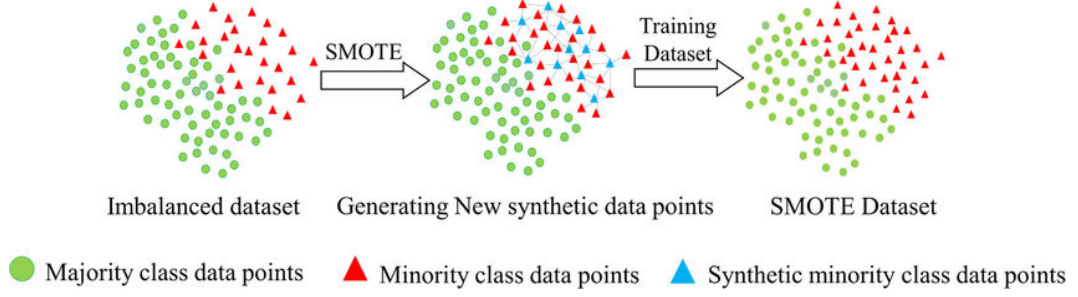 SMOTE
Training
Dataset
Imbalanced dataset
Generating New synthetic data points
SMOTE Dataset
Majority class data points
Minority class data points
Synthetic minority class data points